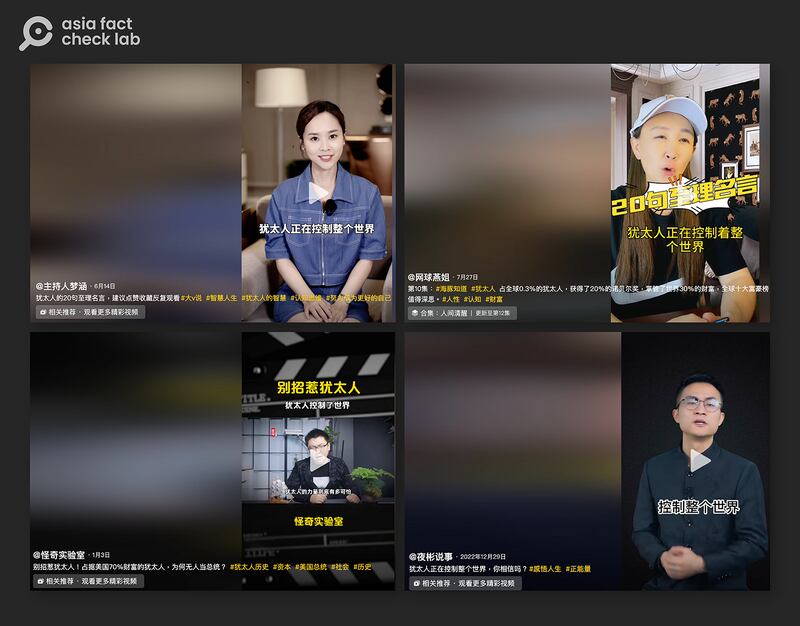 asia fact
check lab
犹太人正在控制整个世界
@主持人梦涵 · 6月14日
犹太人的20句至理名言，建议点赞收藏反复观看#大v说 #智慧人生 #犹太人的智慧 #认知思维 #努力成为更好的自己
相关推荐 · 观看更多精彩视频
20句至理名言
犹太人正在控制着整
个世界
@网球燕姐 · 7月27日
第10集： #海豚知道 #犹太人 占全球0.3%的犹太人，获得了20%的诺贝尔奖，掌管了世界30%的财富，全球十大富豪榜
值得深思。#人性 #认知 #财富
合集：人间清醒 | 更新至第12集
别招惹犹太人
犹太人控制了世界
犹太人的力量到底有多可怕
怪奇实验室
@怪奇实验室 · 1月3日
别招惹犹太人！占据美国70%财富的犹太人，为何无人当总统？ #犹太人历史 #资本 #美国总统 #社会 #历史
相关推荐 · 观看更多精彩视频
控制整个世界
@夜彬说事 · 2022年12月29日
犹太人正在控制整个世界，你相信吗？#感悟人生 #正能量
相关推荐 · 观看更多精彩视频